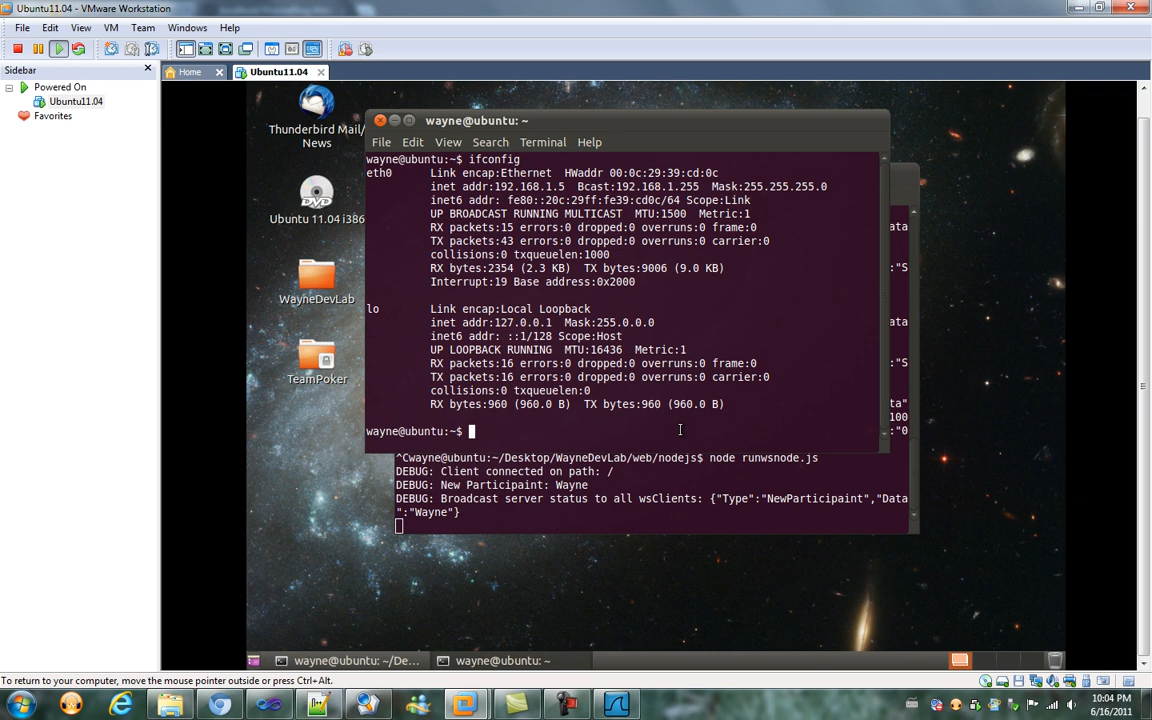 Ubuntu11.04 - VMware Workstation
File Edit View VM Team Windows Help
Sidebar
Home Ubuntu11.04
Powered On
Ubuntu11.04
Favorites
Thunderbird Mail/
News
Ubuntu 11.04 i386
WayneDevLab
TeamPoker
wayne@ubuntu: ~
File Edit View Search Terminal Help
wayne@ubuntu:~$ ifconfig
eth0 Link encap:Ethernet HWaddr 00:0c:29:39:cd:0c
inet addr:192.168.1.5 Bcast:192.168.1.255 Mask:255.255.255.0
inet6 addr: fe80::20c:29ff:fe39:cd0c/64 Scope:Link
UP BROADCAST RUNNING MULTICAST MTU:1500 Metric:1
RX packets:15 errors:0 dropped:0 overruns:0 frame:0
TX packets:43 errors:0 dropped:0 overruns:0 carrier:0
collisions:0 txqueuelen:1000
RX bytes:2354 (2.3 KB) TX bytes:9006 (9.0 KB)
Interrupt:19 Base address:0x2000
lo Link encap:Local Loopback
inet addr:127.0.0.1 Mask:255.0.0.0
inet6 addr: ::1/128 Scope:Host
UP LOOPBACK RUNNING MTU:16436 Metric:1
RX packets:16 errors:0 dropped:0 overruns:0 frame:0
TX packets:16 errors:0 dropped:0 overruns:0 carrier:0
collisions:0 txqueuelen:0
RX bytes:960 (960.0 B) TX bytes:960 (960.0 B)
wayne@ubuntu:~$
ata
:"S
ata
:"S
ta"
100
:"0
^Cwayne@ubuntu:~/Desktop/WayneDevLab/web/nodejs$ node runwsnode.js
DEBUG: Client connected on path: /
DEBUG: New Participant: Wayne
DEBUG: Broadcast server status to all wsClients: {"Type":"NewParticipaint","Data
":"Wayne"}
wayne@ubuntu: ~/De... wayne@ubuntu: ~
To return to your computer, move the mouse pointer outside or press Ctrl+Alt.
10:04 PM
6/16/2011